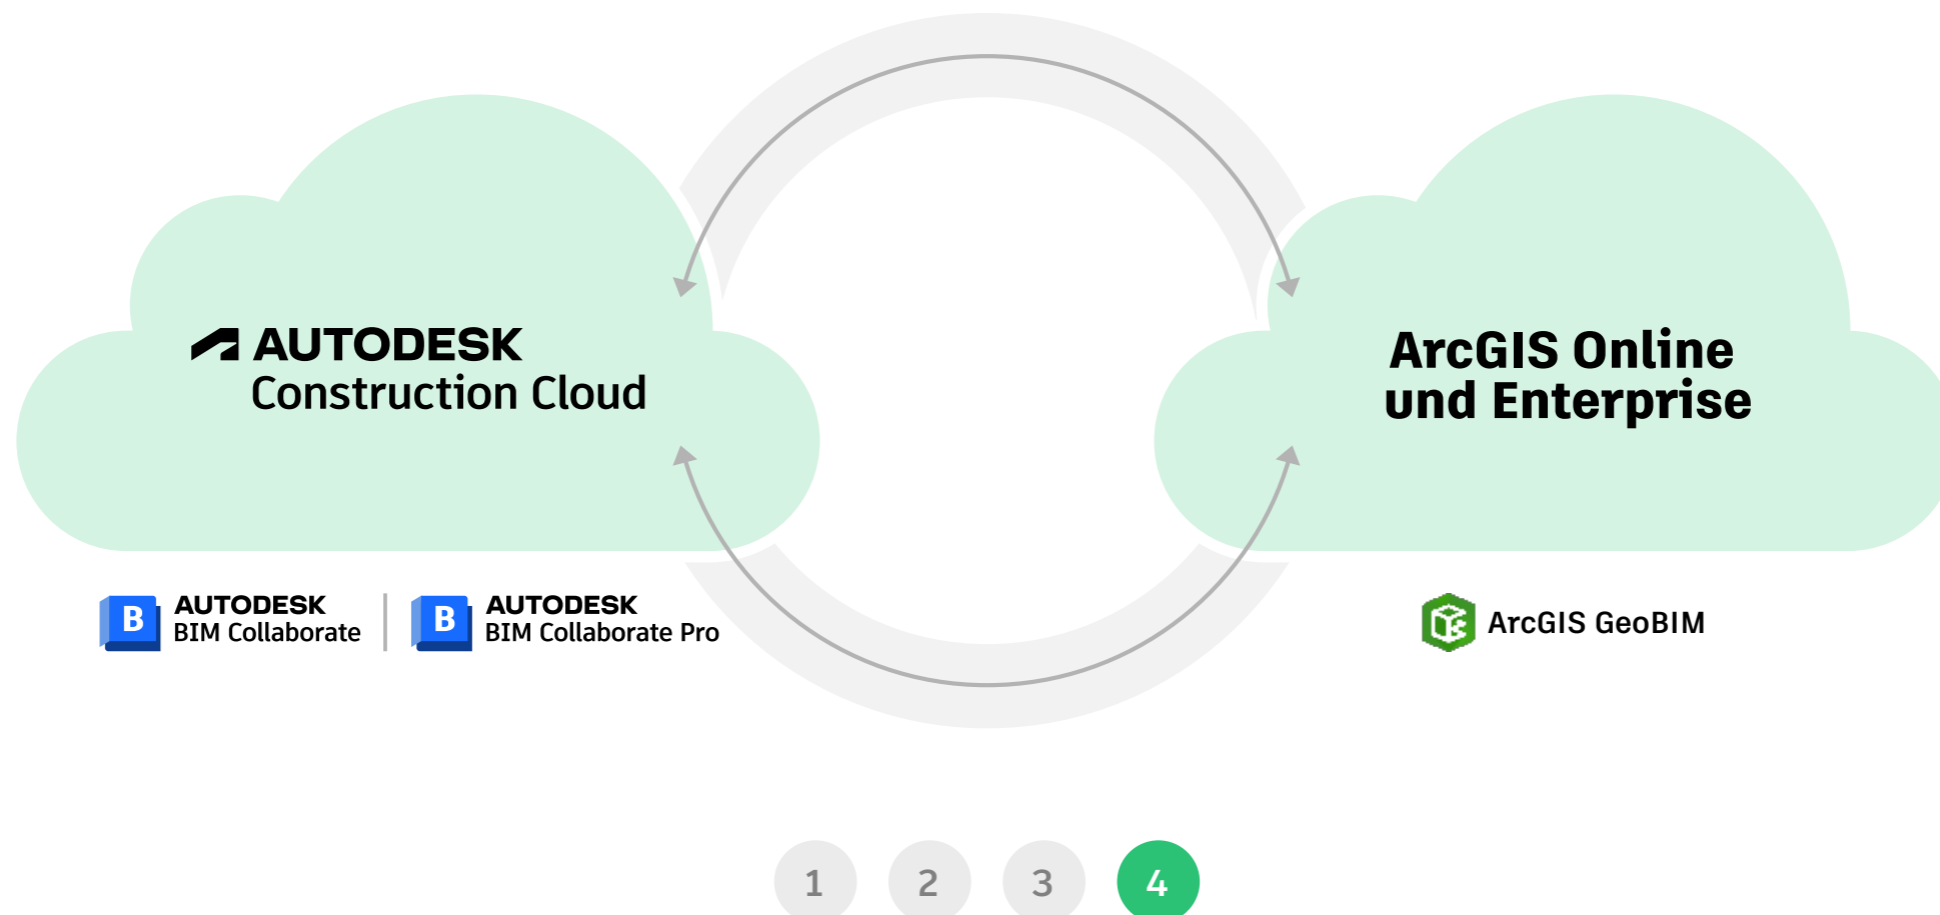 AUTODESK
Construction Cloud
ArcGIS Online
und Enterprise
B AUTODESK
BIM Collaborate
B AUTODESK
BIM Collaborate Pro
ArcGIS GeoBIM
1 2 3 4